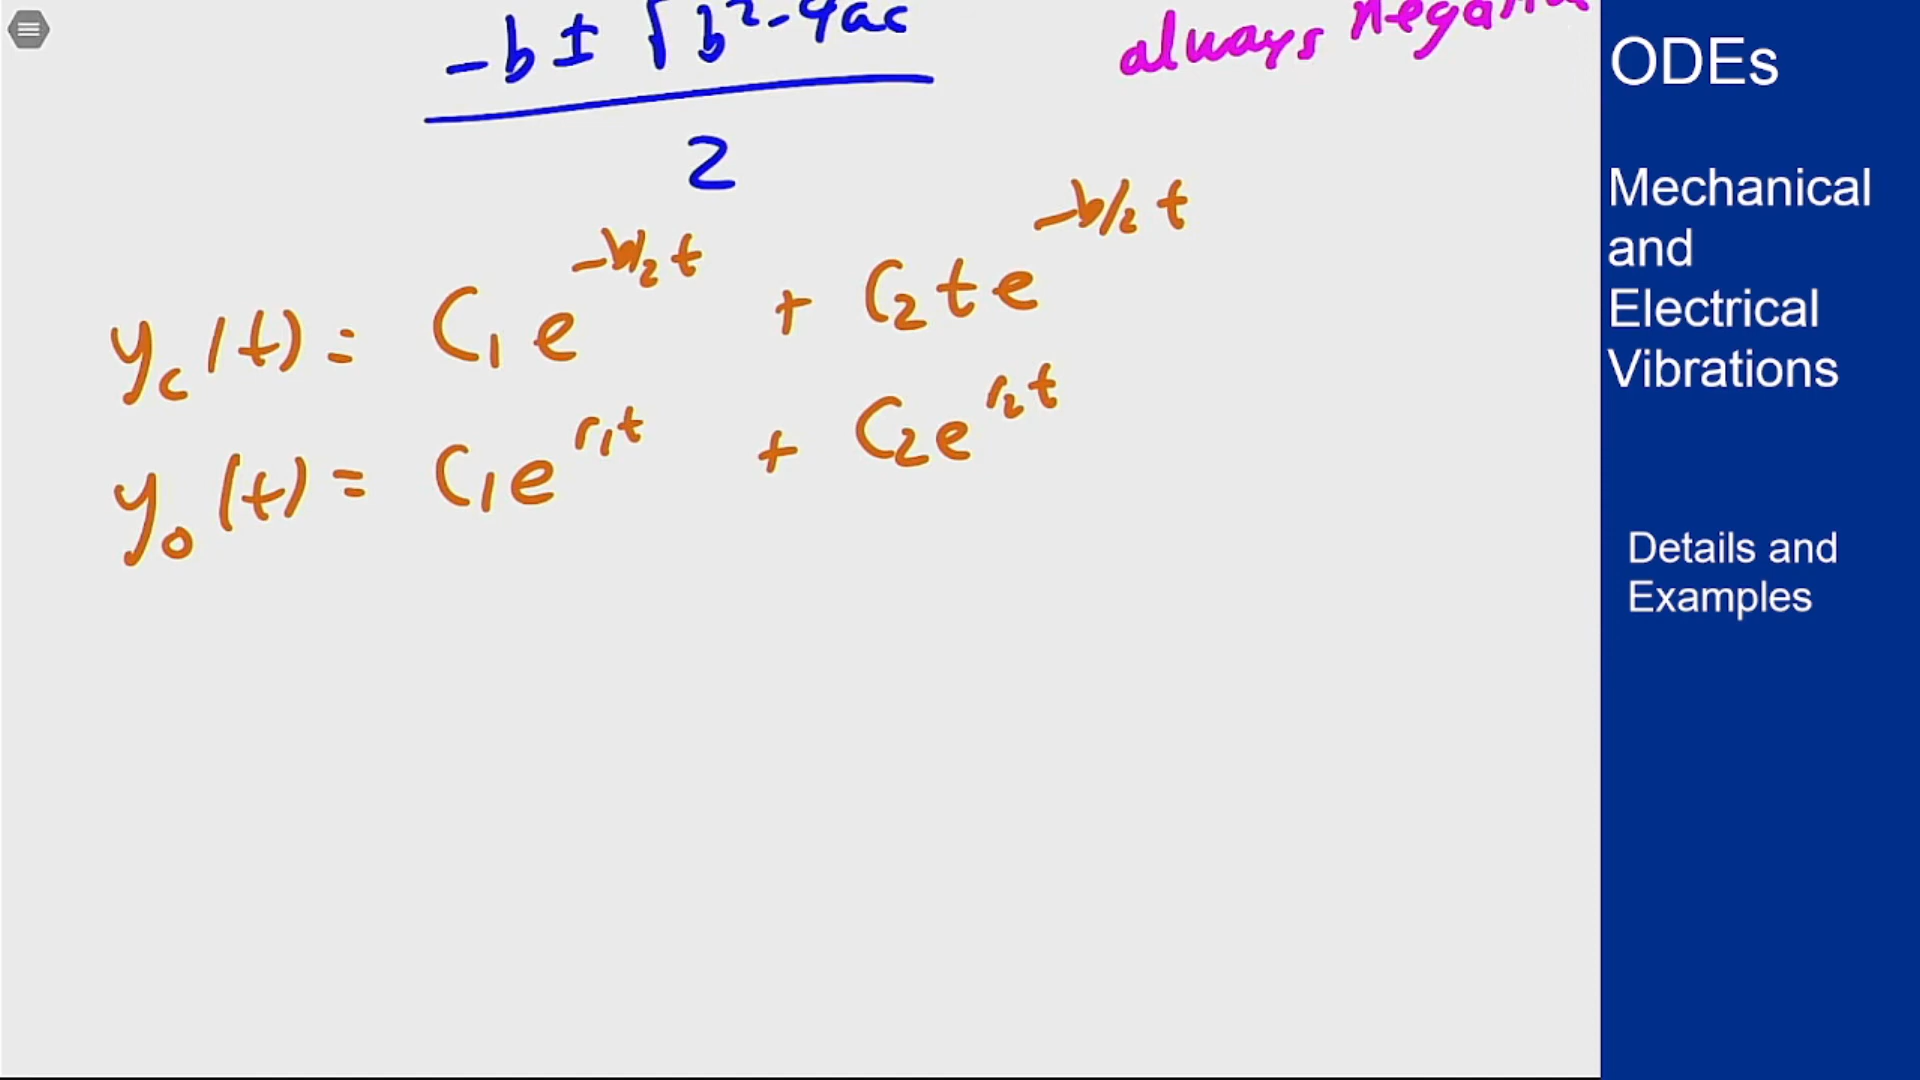 -b ± √b²-4ac
always
2
y_c(t) = C₁e^{-b/2 t} + C₂te^{-b/2 t}
y_o(t) = C₁e^{r₁t} + C₂e^{r₂t}
ODEs
Mechanical
and
Electrical
Vibrations
Details and
Examples